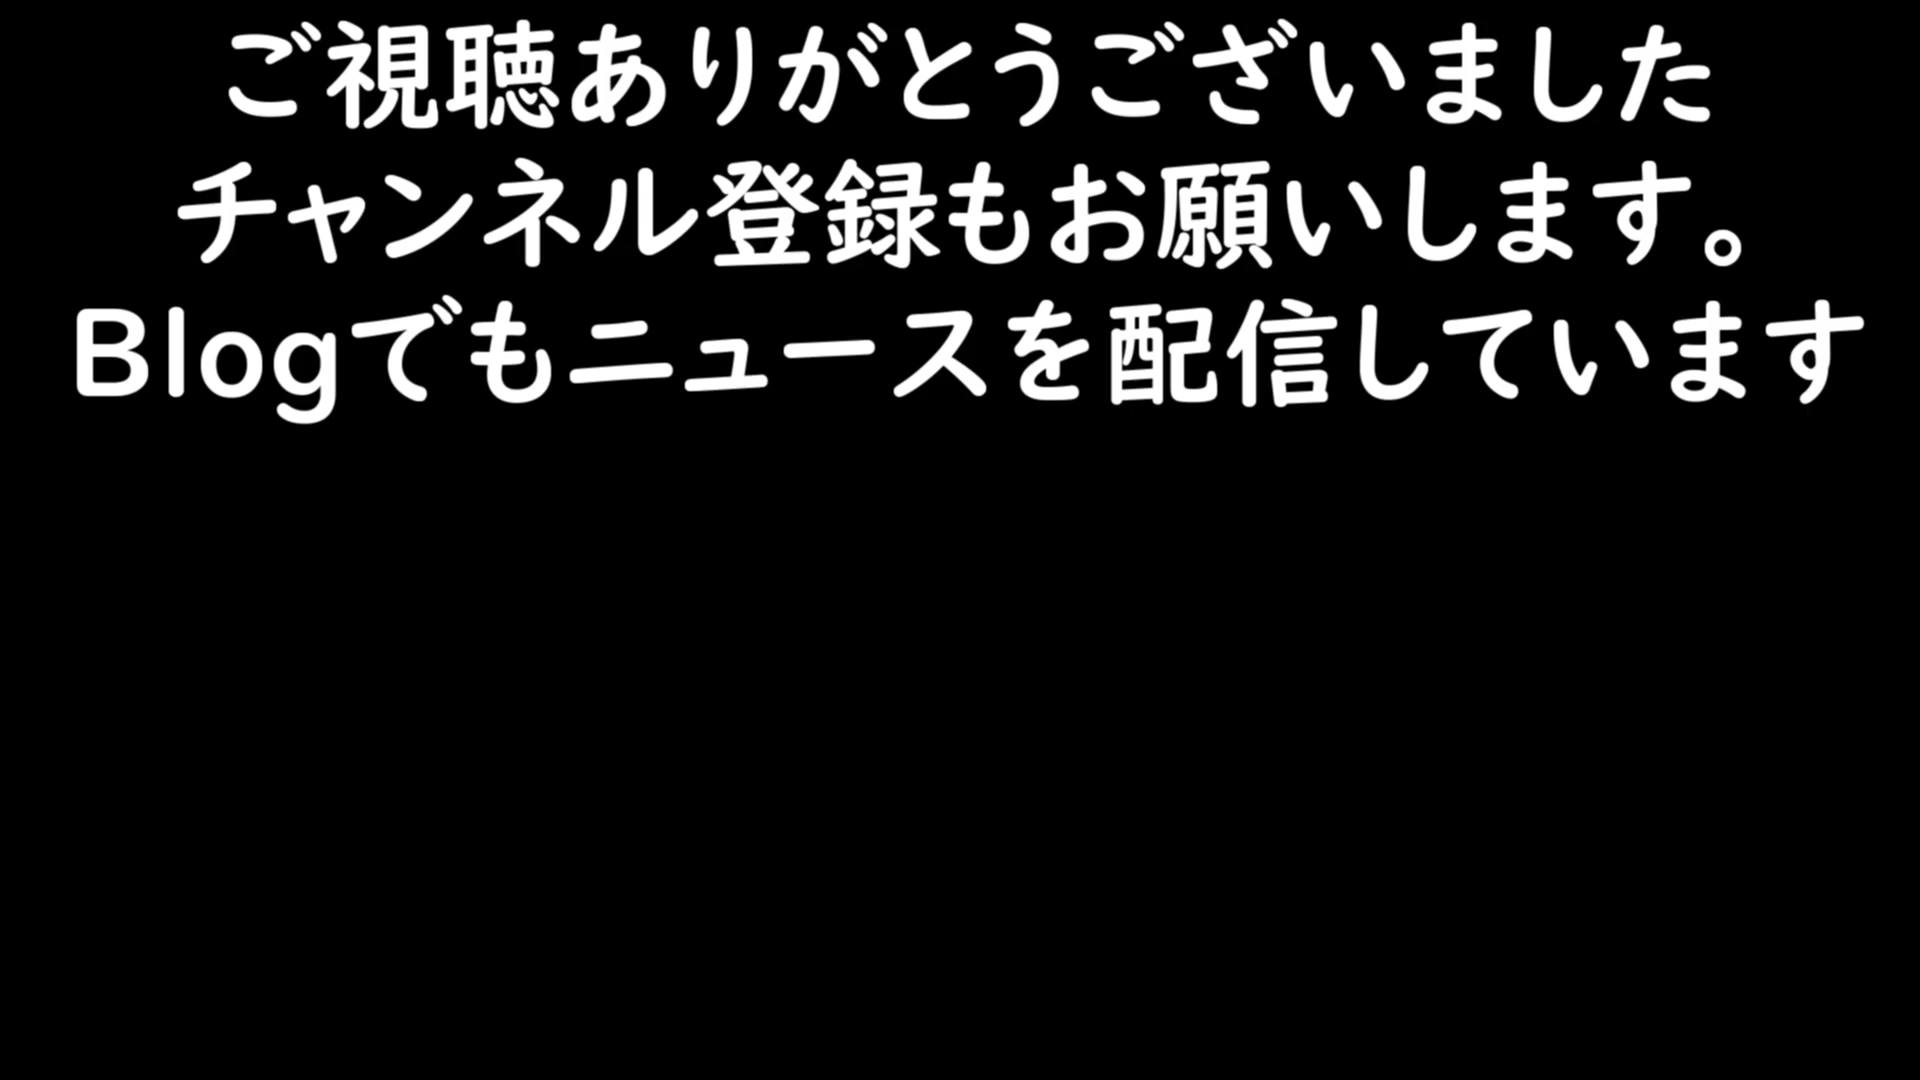 ご視聴ありがとうございました
チャンネル登録もお願いします。
Blogでもニュースを配信しています